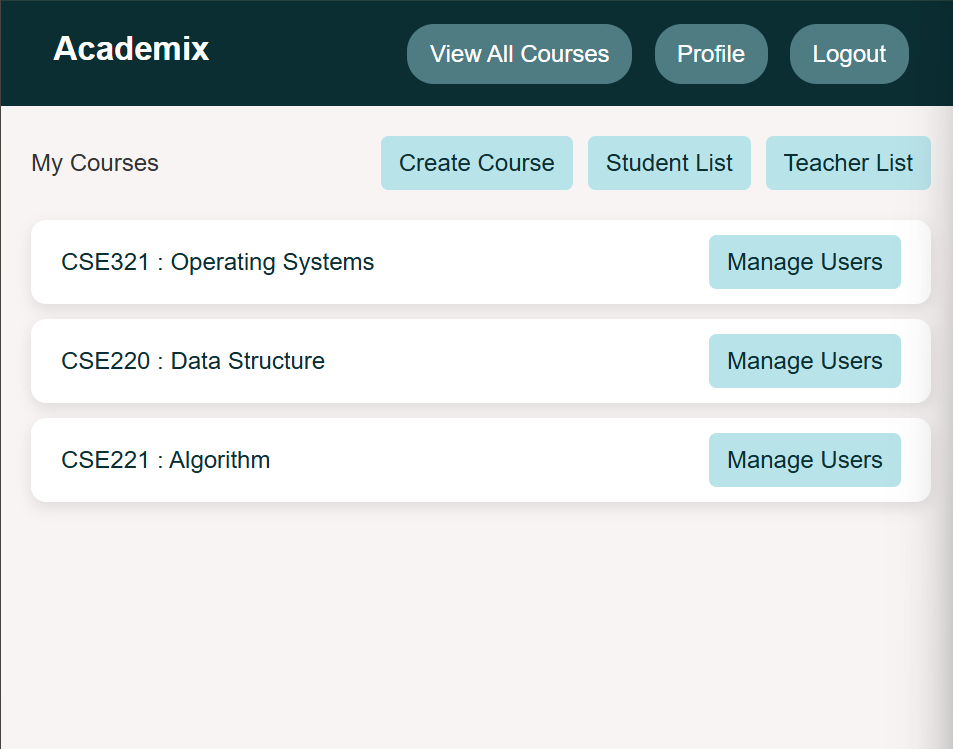 Academix View All Courses Profile Logout
My Courses Create Course Student List Teacher List
CSE321 : Operating Systems Manage Users
CSE220 : Data Structure Manage Users
CSE221 : Algorithm Manage Users